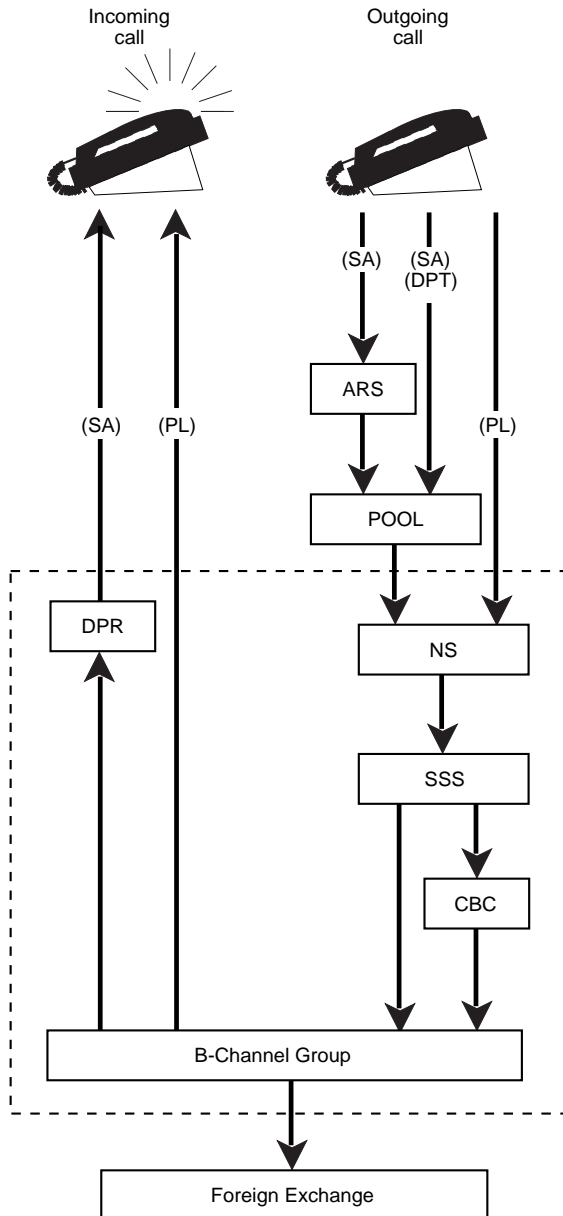 Incoming
call
Outgoing
call
(SA)
(SA)
(DPT)
ARS
(SA)
(PL)
(PL)
POOL
DPR
NS
SSS
CBC
B-Channel Group
Foreign Exchange